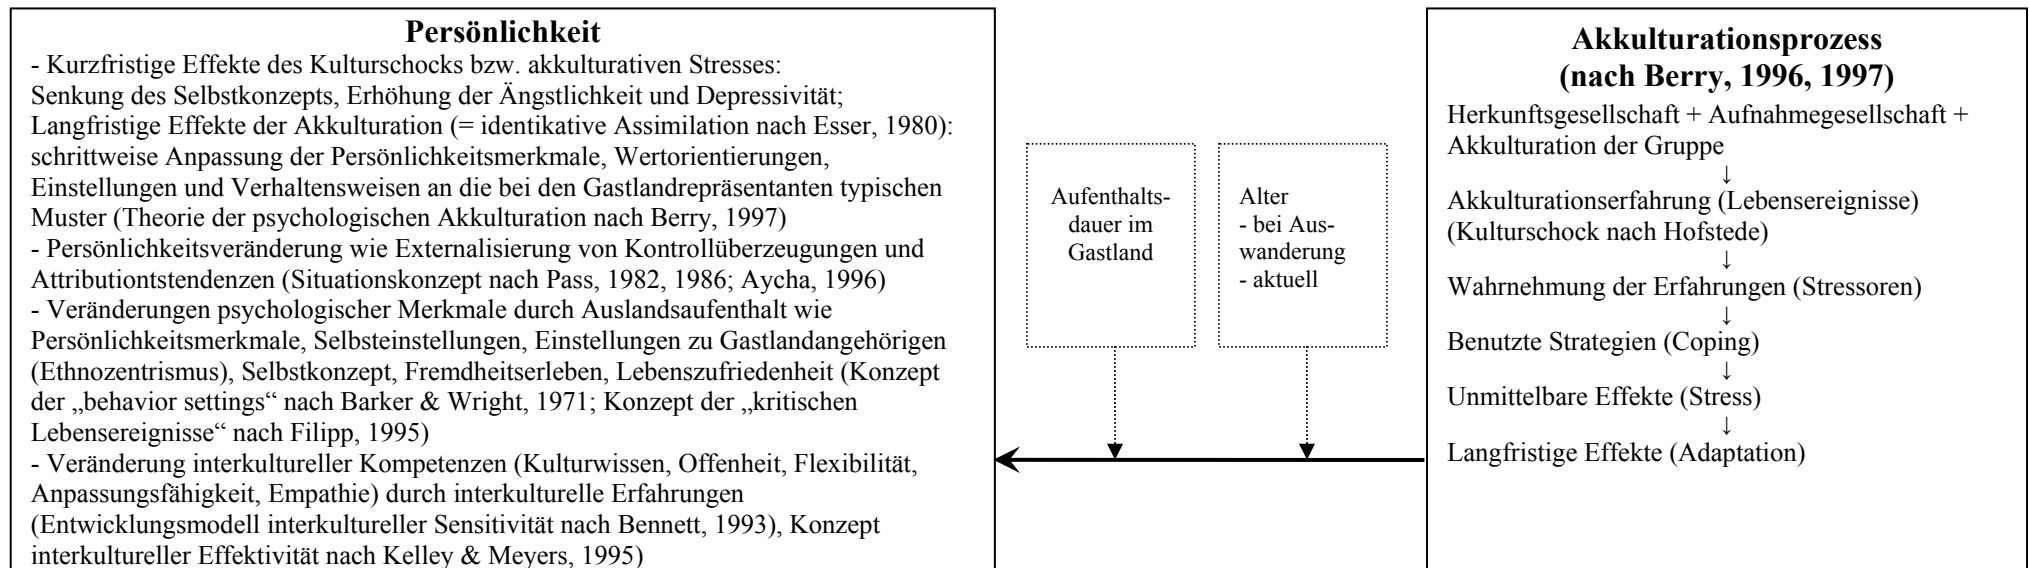 Persönlichkeit
- Kurzfristige Effekte des Kulturschocks bzw. akkulturativen Stresses:
Senkung des Selbstkonzepts, Erhöhung der Ängstlichkeit und Depressivität;
Langfristige Effekte der Akkulturation (= identikative Assimilation nach Esser, 1980):
schrittweise Anpassung der Persönlichkeitsmerkmale, Wertorientierungen,
Einstellungen und Verhaltensweisen an die bei den Gastlandrepräsentanten typischen
Muster (Theorie der psychologischen Akkulturation nach Berry, 1997)
- Persönlichkeitsveränderung wie Externalisierung von Kontrollüberzeugungen und
Attributiontstendenzen (Situationskonzept nach Pass, 1982, 1986; Aycha, 1996)
- Veränderungen psychologischer Merkmale durch Auslandsaufenthalt wie
Persönlichkeitsmerkmale, Selbsteinstellungen, Einstellungen zu Gastlandangehörigen
(Ethnozentrismus), Selbstkonzept, Fremdheitserleben, Lebenszufriedenheit (Konzept
der „behavior settings“ nach Barker & Wright, 1971; Konzept der „kritischen
Lebensereignisse“ nach Filipp, 1995)
- Veränderung interkultureller Kompetenzen (Kulturwissen, Offenheit, Flexibilität,
Anpassungsfähigkeit, Empathie) durch interkulturelle Erfahrungen
(Entwicklungsmodell interkultureller Sensitivität nach Bennett, 1993), Konzept
interkultureller Effektivität nach Kelley & Meyers, 1995)
Aufenthalts-
dauer im
Gastland
Alter
- bei Aus-
wanderung
- aktuell
Akkulturationsprozess
(nach Berry, 1996, 1997)
Herkunftsgesellschaft + Aufnahmegesellschaft +
Akkulturation der Gruppe
↓
Akkulturationserfahrung (Lebensereignisse)
(Kulturschock nach Hofstede)
↓
Wahrnehmung der Erfahrungen (Stressoren)
↓
Benutzte Strategien (Coping)
↓
Unmittelbare Effekte (Stress)
↓
Langfristige Effekte (Adaptation)